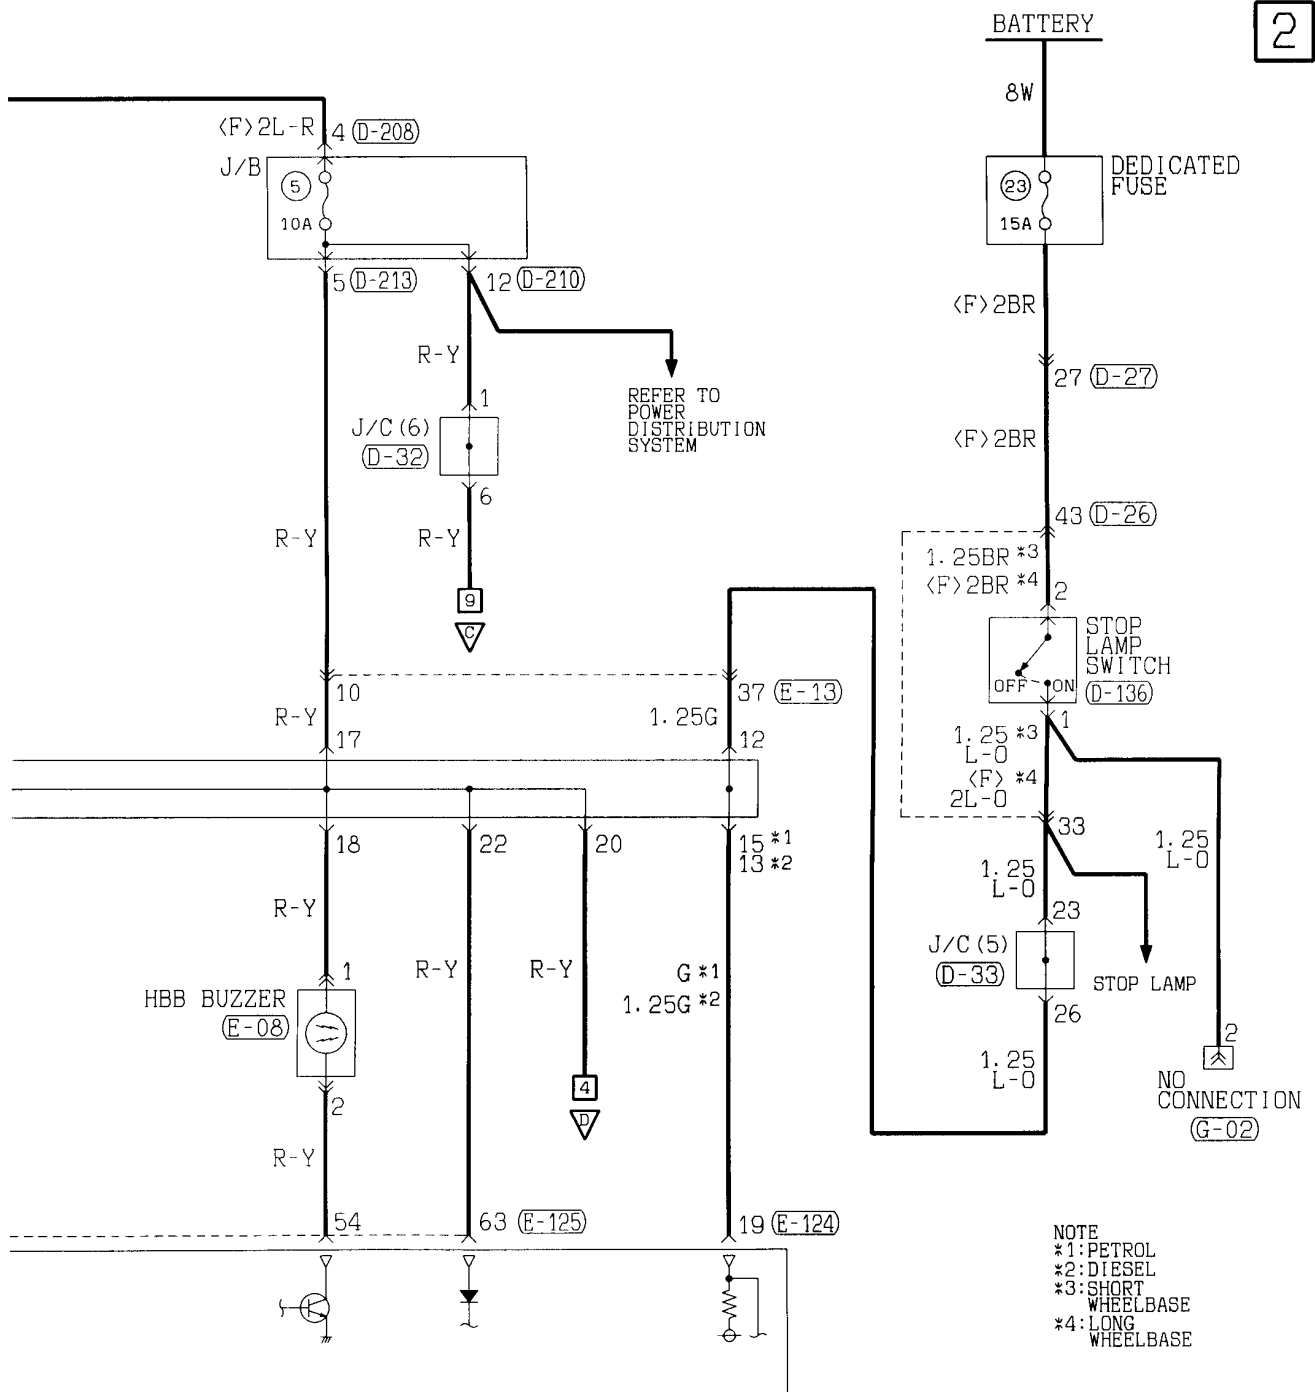 2
BATTERY
8W
<F>2L-R
4 (D-208)
J/B
5
10A
DEDICATED
FUSE
23
15A
5 (D-213)
12 (D-210)
<F>2BR
R-Y
27 (D-27)
REFER TO
POWER
DISTRIBUTION
SYSTEM
1
J/C(6)
(D-32)
<F>2BR
6
43 (D-26)
R-Y
R-Y
1.25BR *3
<F>2BR *4
2
9
C
STOP
LAMP
SWITCH
(D-136)
OFF
ON
10
37 (E-13)
R-Y
1.25G
1
17
12
1.25 *3
L-O
<F> *4
2L-O
33
18
22
20
15 *1
13 *2
1.25
L-O
1.25
L-O
R-Y
23
J/C(5)
(D-33)
1
R-Y
R-Y
G *1
1.25G *2
STOP LAMP
HBB BUZZER
(E-08)
26
2
1.25
L-O
4
D
NO
CONNECTION
(G-02)
2
R-Y
54
63 (E-125)
19 (E-124)
NOTE
*1:PETROL
*2:DIESEL
*3:SHORT
WHEELBASE
*4:LONG
WHEELBASE